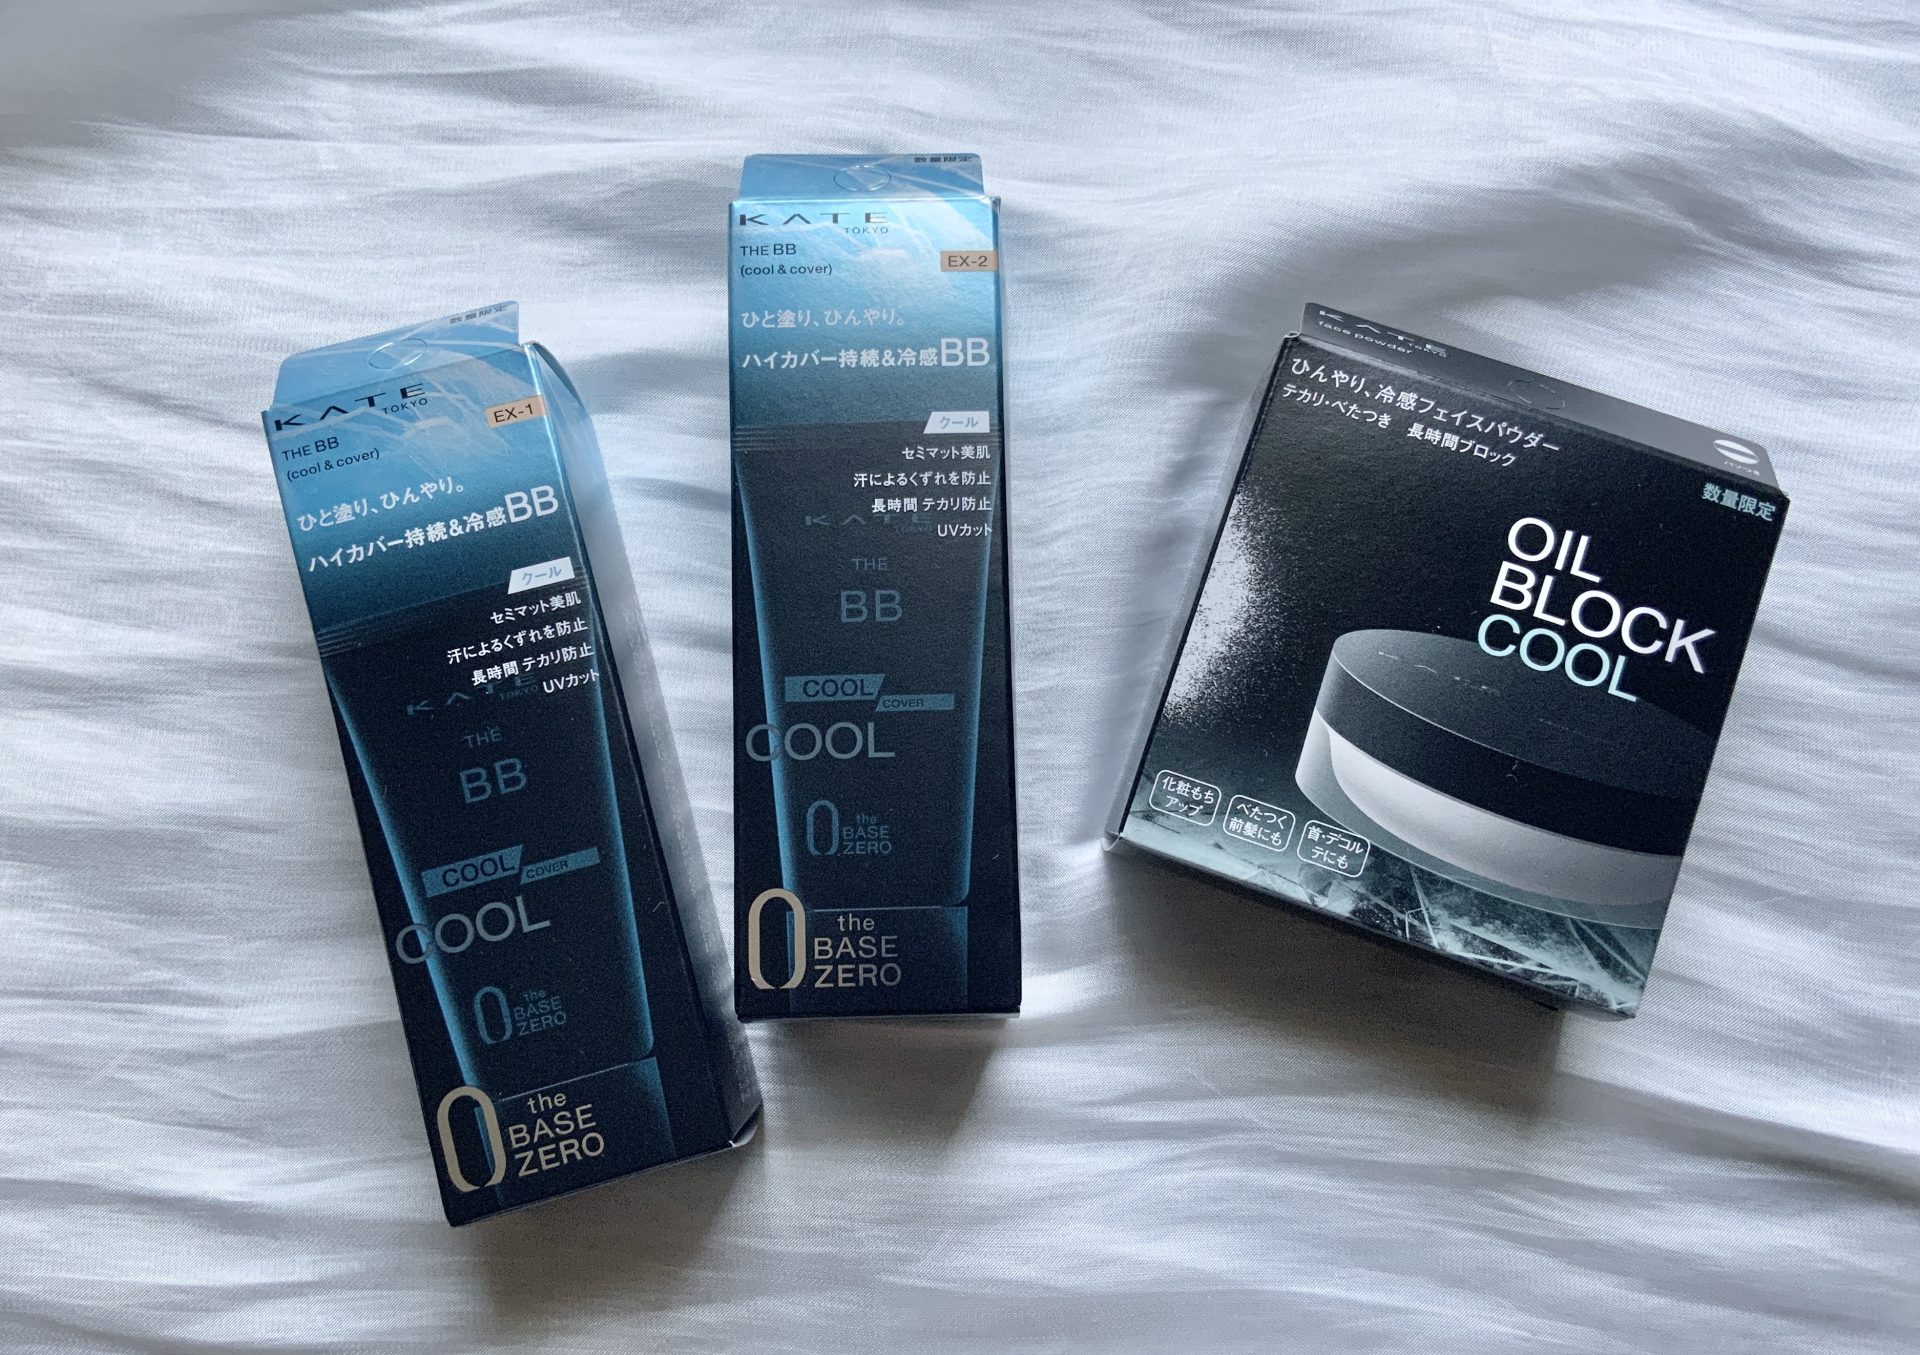 数量限定
KATE
TOKYO
THE BB
(cool & cover)
EX-1
ひと塗り、ひんやり。
ハイカバー持続&冷感BB
クール
セミマット美肌
汗によるくずれを防止
長時間 テカリ防止
UVカット
KATE
TOKYO
THE
BB
COOL
COVER
COOL
0 the
BASE
ZERO
0 the
BASE
ZERO
数量限定
KATE
TOKYO
THE BB
(cool & cover)
EX-2
ひと塗り、ひんやり。
ハイカバー持続&冷感BB
クール
セミマット美肌
汗によるくずれを防止
長時間 テカリ防止
UVカット
KATE
TOKYO
THE
BB
COOL
COVER
COOL
0 the
BASE
ZERO
0 the
BASE
ZERO
KATE
TOKYO
face powder
パフつき
ひんやり、冷感フェイスパウダー
テカリ・べたつき 長時間ブロック
数量限定
OIL
BLOCK
COOL
化粧もち
アップ
べたつく
前髪にも
首・デコル
テにも